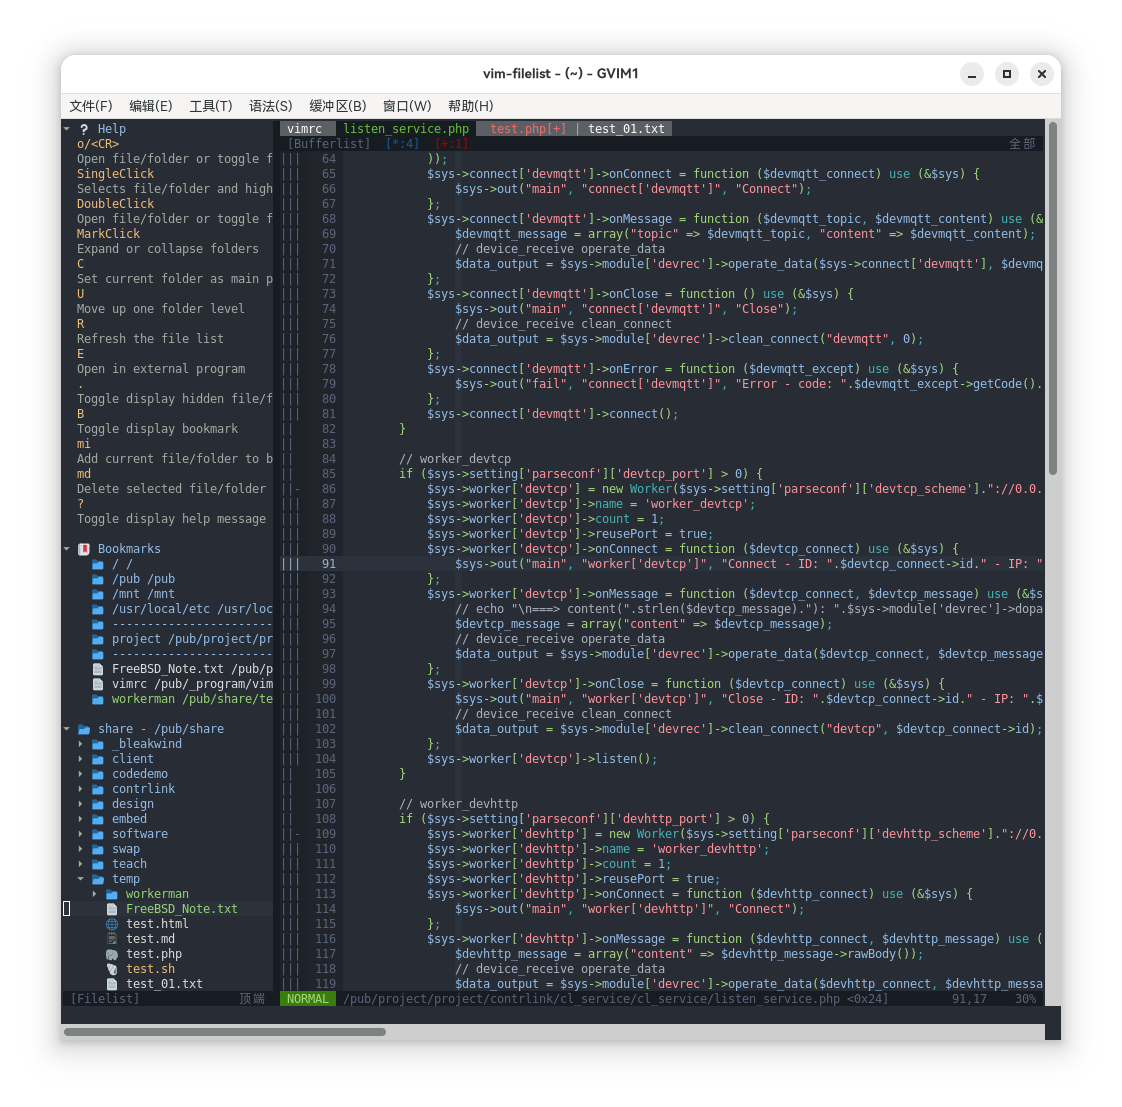 vim-filelist - (~) - GVIM1
文件(F) 编辑(E) 工具(T) 语法(S) 缓冲区(B) 窗口(W) 帮助(H)
? Help
o/<CR>
Open file/folder or toggle f
SingleClick
Selects file/folder and high
DoubleClick
Open file/folder or toggle f
MarkClick
Expand or collapse folders
C
Set current folder as main p
U
Move up one folder level
R
Refresh the file list
E
Open in external program
.
Toggle display hidden file/f
B
Toggle display bookmark
mi
Add current file/folder to b
md
Delete selected file/folder
?
Toggle display help message
Bookmarks
/ /
/pub /pub
/mnt /mnt
/usr/local/etc /usr/loc
-----------------------
project /pub/project/pr
-----------------------
FreeBSD_Note.txt /pub/p
vimrc /pub/_program/vim
workerman /pub/share/te
share - /pub/share
_bleakwind
client
codedemo
contrlink
design
embed
software
swap
teach
temp
workerman
FreeBSD_Note.txt
test.html
test.md
test.php
test.sh
test_01.txt
[Filelist] 顶端
vimrc listen_service.php test.php[+] | test_01.txt
[Bufferlist] [*:4] [+:1] 全部
||| 64 ));
||| 65 $sys->connect['devmqtt']->onConnect = function ($devmqtt_connect) use (&$sys) {
||| 66 $sys->out("main", "connect['devmqtt']", "Connect");
||| 67 };
||| 68 $sys->connect['devmqtt']->onMessage = function ($devmqtt_topic, $devmqtt_content) use (&
||| 69 $devmqtt_message = array("topic" => $devmqtt_topic, "content" => $devmqtt_content);
||| 70 // device_receive operate_data
||| 71 $data_output = $sys->module['devrec']->operate_data($sys->connect['devmqtt'], $devmq
||| 72 };
||| 73 $sys->connect['devmqtt']->onClose = function () use (&$sys) {
||| 74 $sys->out("main", "connect['devmqtt']", "Close");
||| 75 // device_receive clean_connect
||| 76 $data_output = $sys->module['devrec']->clean_connect("devmqtt", 0);
||| 77 };
||| 78 $sys->connect['devmqtt']->onError = function ($devmqtt_except) use (&$sys) {
||| 79 $sys->out("fail", "connect['devmqtt']", "Error - code: ".$devmqtt_except->getCode().
||| 80 };
||| 81 $sys->connect['devmqtt']->connect();
|| 82 }
|| 83
|| 84 // worker_devtcp
|| 85 if ($sys->setting['parseconf']['devtcp_port'] > 0) {
||- 86 $sys->worker['devtcp'] = new Worker($sys->setting['parseconf']['devtcp_scheme']."://0.0.
||| 87 $sys->worker['devtcp']->name = 'worker_devtcp';
||| 88 $sys->worker['devtcp']->count = 1;
||| 89 $sys->worker['devtcp']->reusePort = true;
||| 90 $sys->worker['devtcp']->onConnect = function ($devtcp_connect) use (&$sys) {
||| 91 $sys->out("main", "worker['devtcp']", "Connect - ID: ".$devtcp_connect->id." - IP: "
||| 92 };
||| 93 $sys->worker['devtcp']->onMessage = function ($devtcp_connect, $devtcp_message) use (&$s
||| 94 // echo "\n===> content(".strlen($devtcp_message)."): ".$sys->module['devrec']->dopa
||| 95 $devtcp_message = array("content" => $devtcp_message);
||| 96 // device_receive operate_data
||| 97 $data_output = $sys->module['devrec']->operate_data($devtcp_connect, $devtcp_message
||| 98 };
||| 99 $sys->worker['devtcp']->onClose = function ($devtcp_connect) use (&$sys) {
||| 100 $sys->out("main", "worker['devtcp']", "Close - ID: ".$devtcp_connect->id." - IP: ".$
||| 101 // device_receive clean_connect
||| 102 $data_output = $sys->module['devrec']->clean_connect("devtcp", $devtcp_connect->id);
||| 103 };
||| 104 $sys->worker['devtcp']->listen();
|| 105 }
|| 106
|| 107 // worker_devhttp
|| 108 if ($sys->setting['parseconf']['devhttp_port'] > 0) {
||- 109 $sys->worker['devhttp'] = new Worker($sys->setting['parseconf']['devhttp_scheme']."://0.
||| 110 $sys->worker['devhttp']->name = 'worker_devhttp';
||| 111 $sys->worker['devhttp']->count = 1;
||| 112 $sys->worker['devhttp']->reusePort = true;
||| 113 $sys->worker['devhttp']->onConnect = function ($devhttp_connect) use (&$sys) {
||| 114 $sys->out("main", "worker['devhttp']", "Connect");
||| 115 };
||| 116 $sys->worker['devhttp']->onMessage = function ($devhttp_connect, $devhttp_message) use (
||| 117 $devhttp_message = array("content" => $devhttp_message->rawBody());
||| 118 // device_receive operate_data
||| 119 $data_output = $sys->module['devrec']->operate_data($devhttp_connect, $devhttp_messa
NORMAL /pub/project/project/contrlink/cl_service/cl_service/listen_service.php <0x24] 91,17 30%